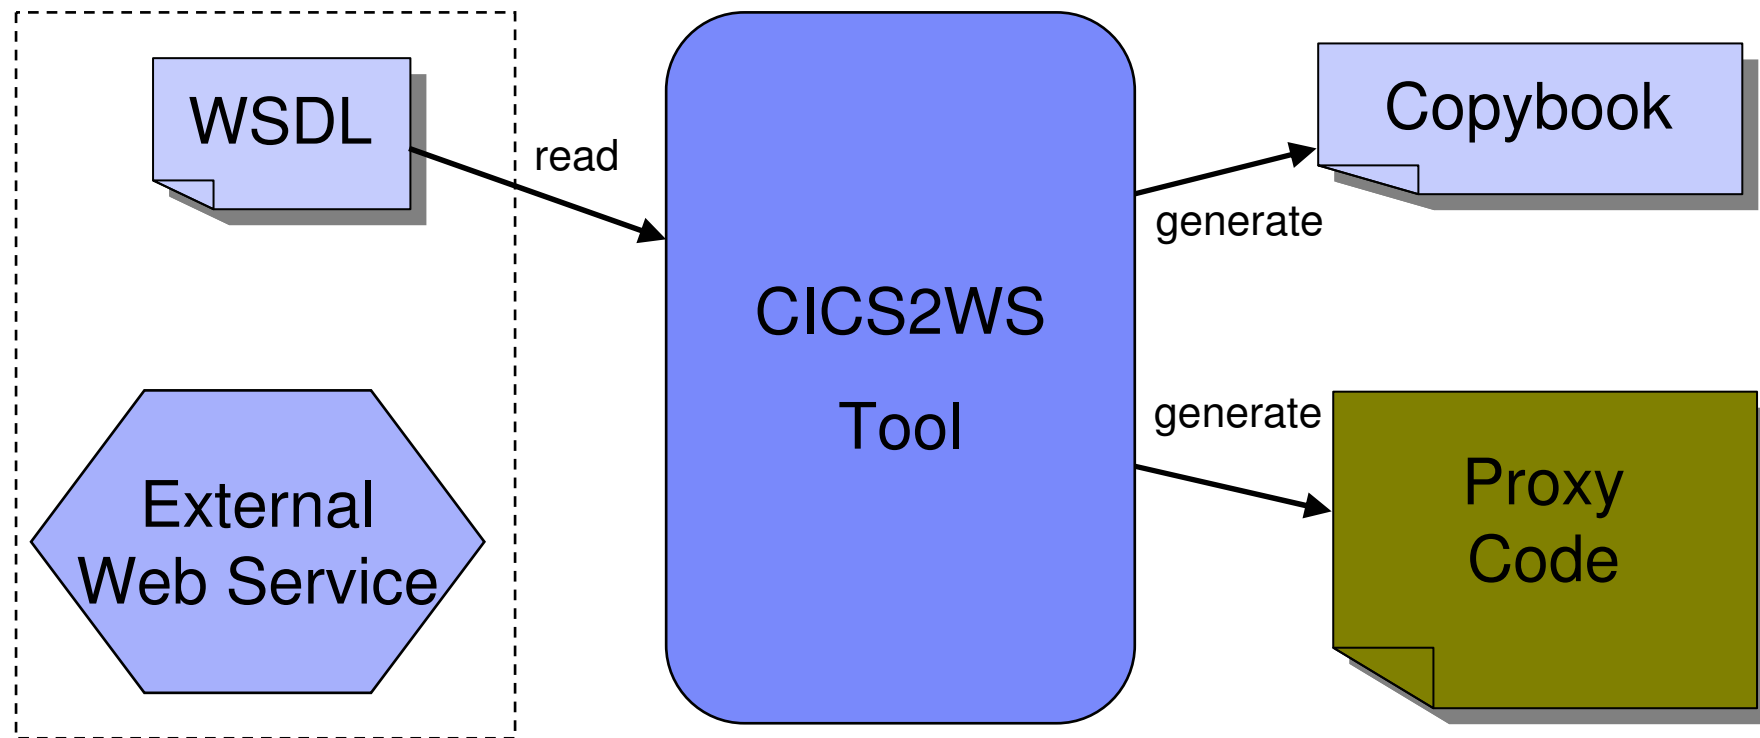 WSDL
read
External
Web Service
CICS2WS
Tool
generate
generate
Copybook
Proxy
Code